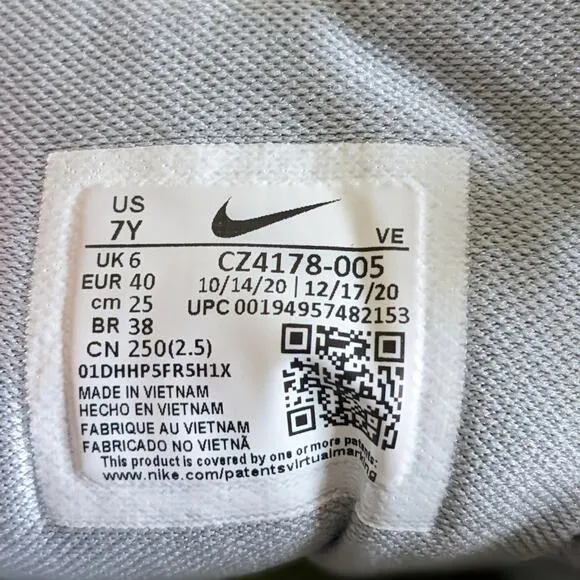 US
7Y
VE
UK 6
CZ4178-005
EUR 40
10/14/20 | 12/17/20
cm 25
UPC 00194957482153
BR 38
CN 250(2.5)
01DHHP5FR5H1X
MADE IN VIETNAM
HECHO EN VIETNAM
FABRIQUE AU VIETNAM
FABRICADO NO VIETNÃ
This product is covered by one or more patents:
www.nike.com/patentsvirtualmarking